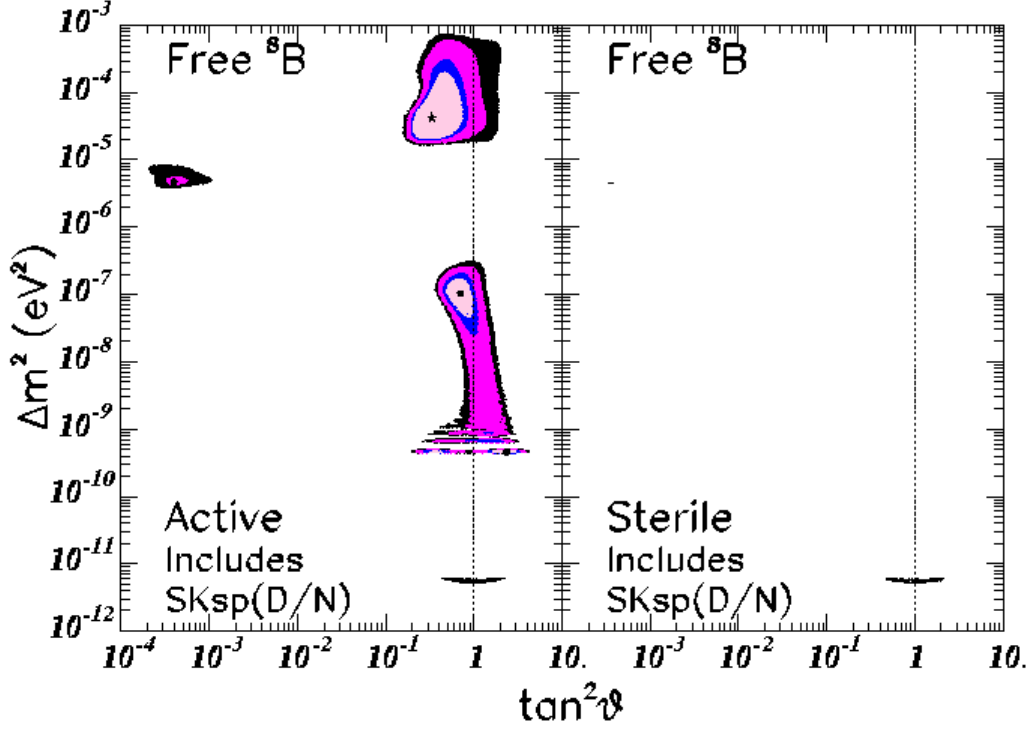 Free ⁸B
Free ⁸B
10⁻³
10⁻⁴
10⁻⁵
10⁻⁶
10⁻⁷
10⁻⁸
10⁻⁹
10⁻¹⁰
10⁻¹¹
10⁻¹²
Δm² (eV²)
Active
Includes
SKsp(D/N)
Sterile
Includes
SKsp(D/N)
10⁻⁴ 10⁻³ 10⁻² 10⁻¹ 1 10. 10⁻³ 10⁻² 10⁻¹ 1 10.
tan²ϑ